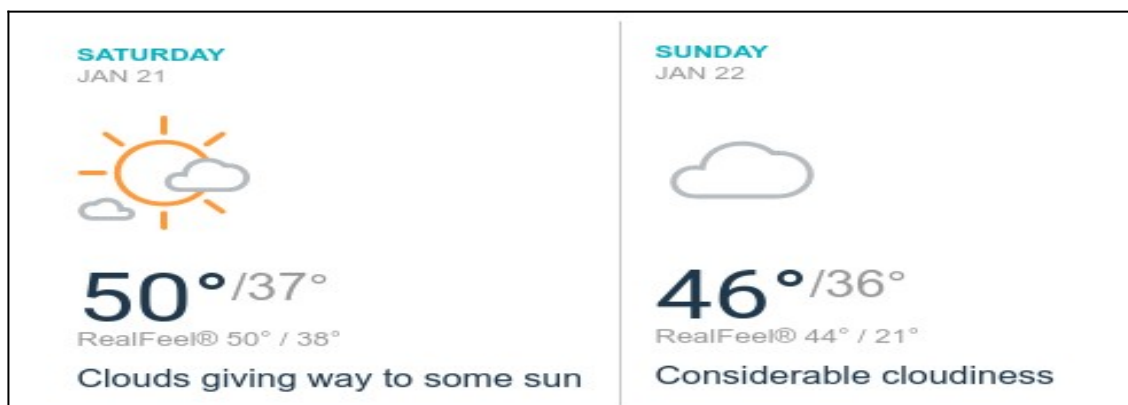 SATURDAY
JAN 21
50°/37°
RealFeel® 50° / 38°
Clouds giving way to some sun
SUNDAY
JAN 22
46°/36°
RealFeel® 44° / 21°
Considerable cloudiness